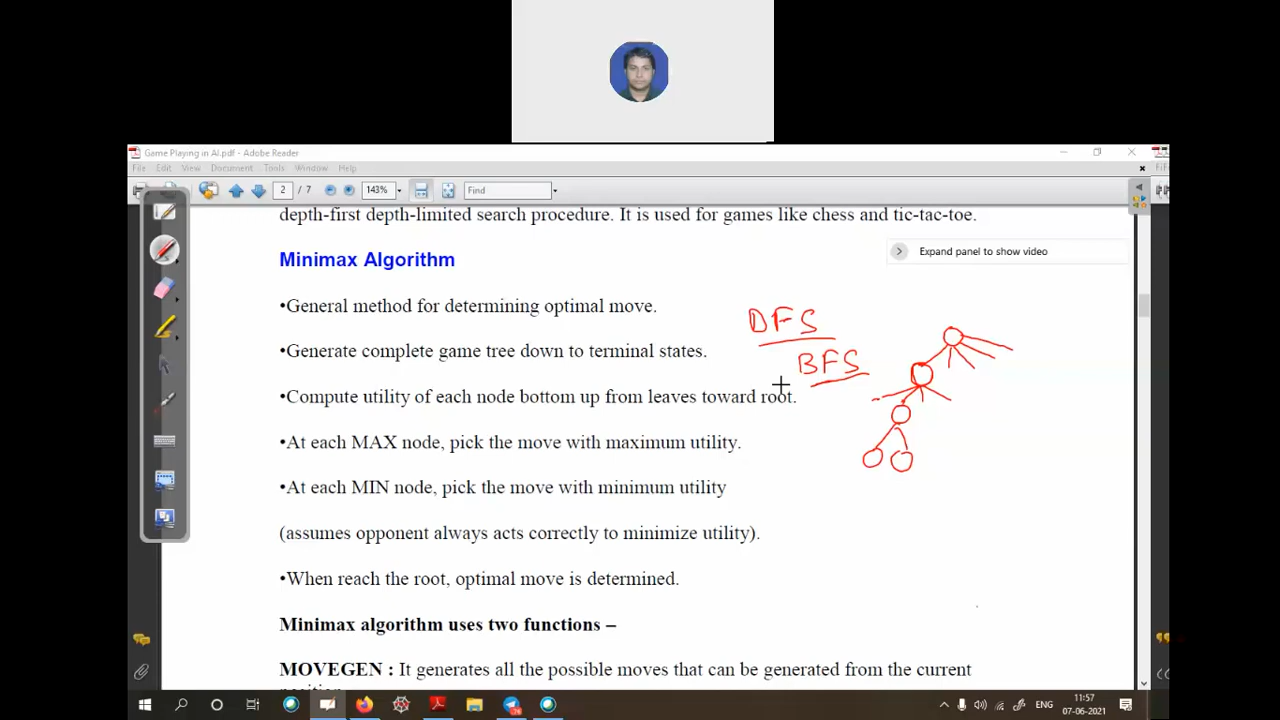 Game Playing in AI.pdf - Adobe Reader
File Edit View Document Tools Window Help
2 / 7 143% Find
depth-first depth-limited search procedure. It is used for games like chess and tic-tac-toe.
Expand panel to show video
Minimax Algorithm
•General method for determining optimal move.
DFS
•Generate complete game tree down to terminal states.
BFS
•Compute utility of each node bottom up from leaves toward root.
•At each MAX node, pick the move with maximum utility.
•At each MIN node, pick the move with minimum utility
(assumes opponent always acts correctly to minimize utility).
•When reach the root, optimal move is determined.
Minimax algorithm uses two functions –
MOVEGEN : It generates all the possible moves that can be generated from the current
ENG
11:57
07-06-2021